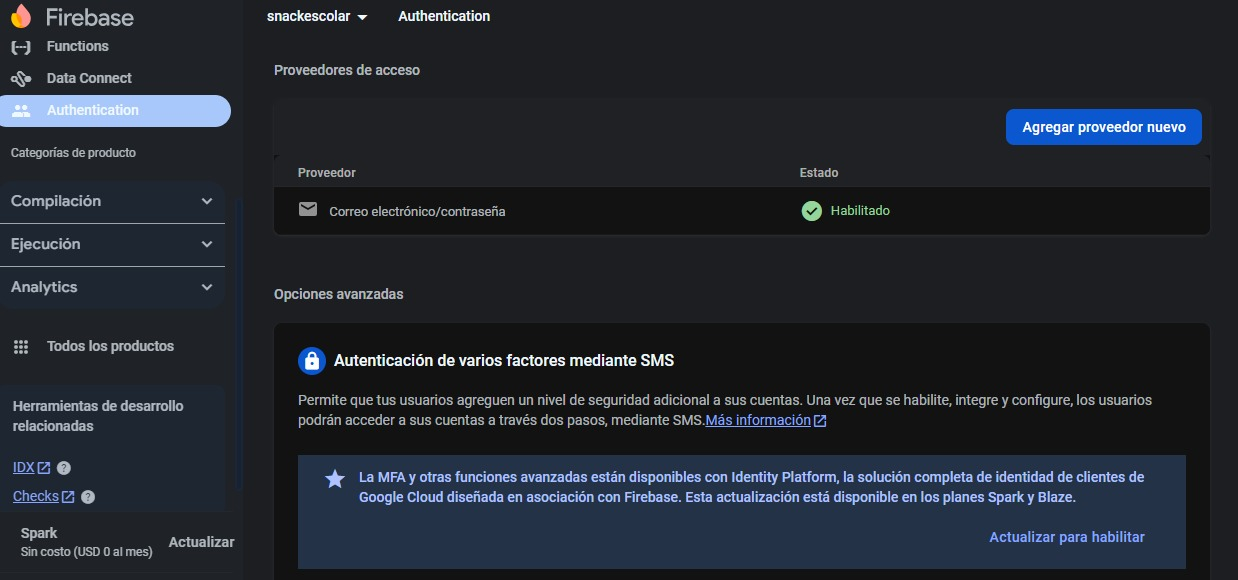 Firebase
Functions
Data Connect
Authentication
Categorías de producto
Compilación
Ejecución
Analytics
Todos los productos
Herramientas de desarrollo
relacionadas
IDX
Checks
Spark
Sin costo (USD 0 al mes)
Actualizar
snackescolar Authentication
Proveedores de acceso
Agregar proveedor nuevo
Proveedor Estado
Correo electrónico/contraseña Habilitado
Opciones avanzadas
Autenticación de varios factores mediante SMS
Permite que tus usuarios agreguen un nivel de seguridad adicional a sus cuentas. Una vez que se habilite, integre y configure, los usuarios
podrán acceder a sus cuentas a través dos pasos, mediante SMS.Más información
La MFA y otras funciones avanzadas están disponibles con Identity Platform, la solución completa de identidad de clientes de
Google Cloud diseñada en asociación con Firebase. Esta actualización está disponible en los planes Spark y Blaze.
Actualizar para habilitar